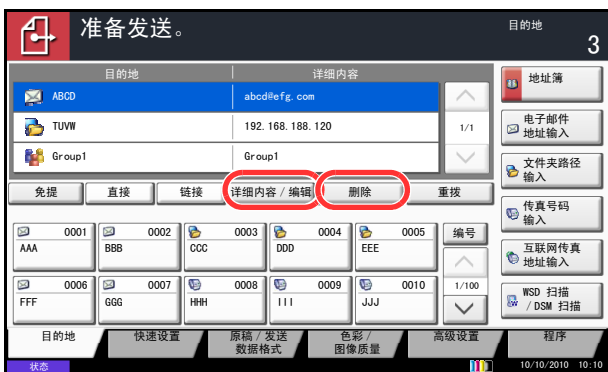 准备发送。
目的地
3
目的地 详细内容
ABCD abcd@efg.com
TUVW 192.168.188.120
Group1 Group1
1/1
免提 直接 链接 详细内容 / 编辑 删除 重拨
0001 AAA
0002 BBB
0003 CCC
0004 DDD
0005 EEE
编号
0006 FFF
0007 GGG
0008 HHH
0009 III
0010 JJJ
1/100
地址簿
电子邮件
地址输入
文件夹路径
输入
传真号码
输入
互联网传真
地址输入
WSD 扫描
/DSM 扫描
目的地
快速设置
原稿 / 发送
数据格式
色彩 /
图像质量
高级设置
程序
状态
10/10/2010 10:10